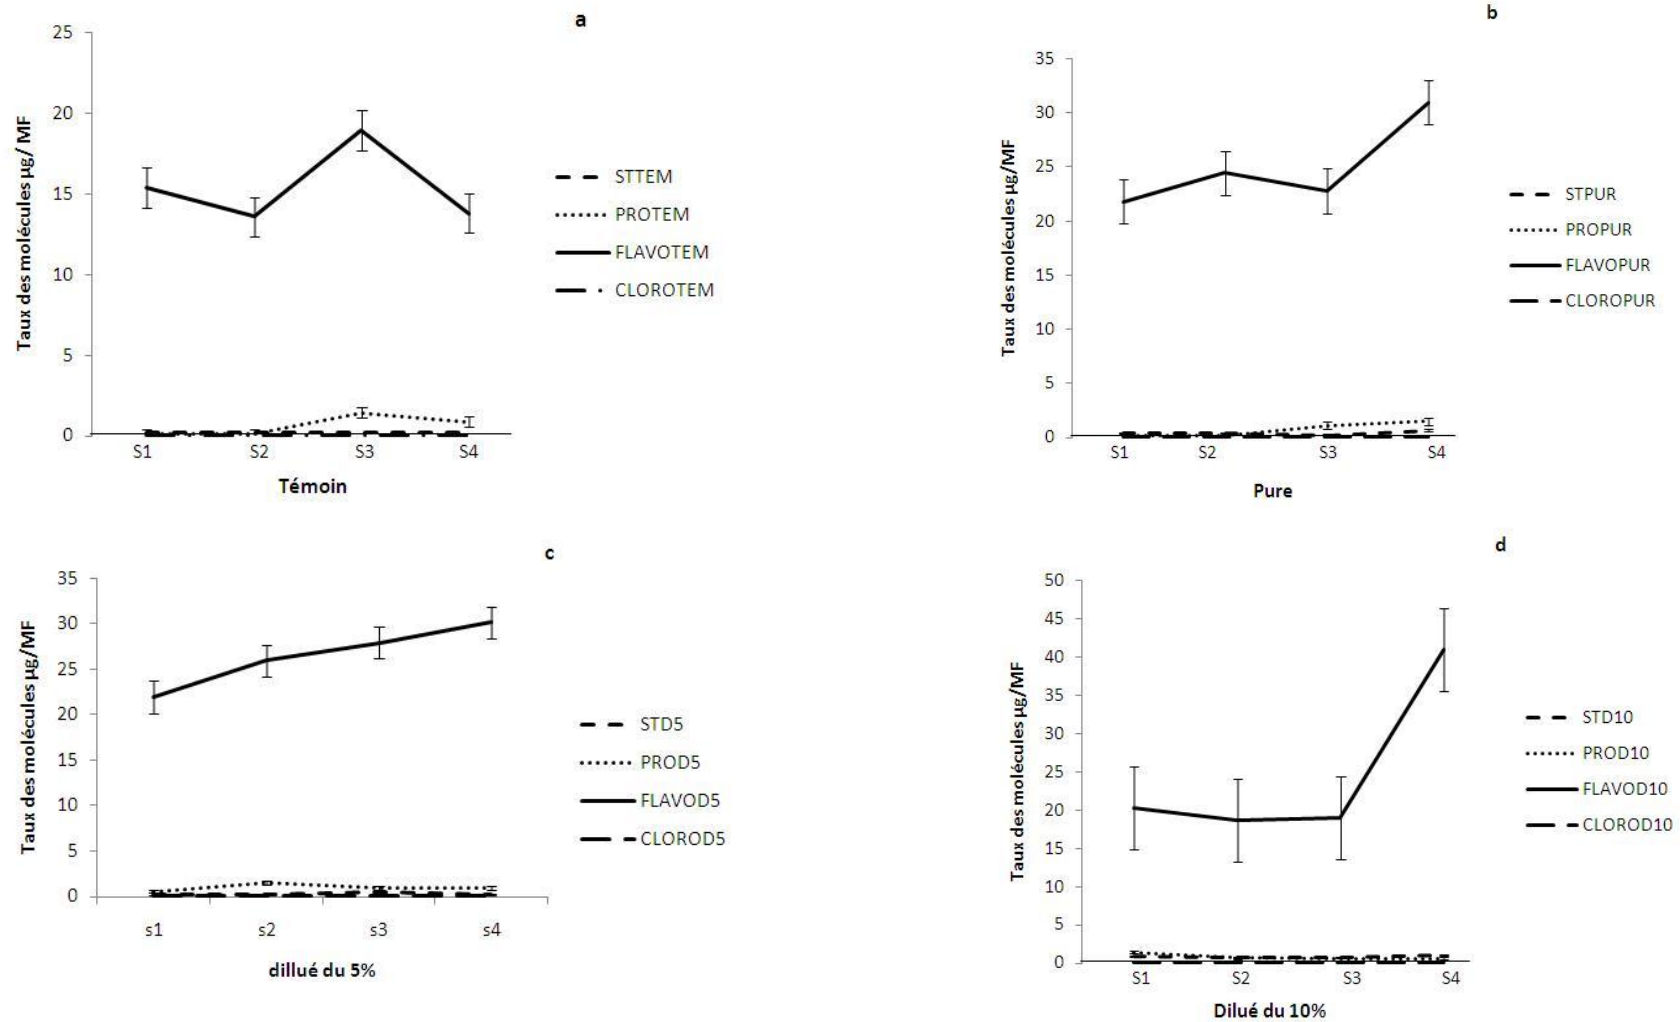 a
Taux des molécules µg/ MF
25
20
15
10
5
0
S1 S2 S3 S4
Témoin
STTEM
PROTEM
FLAVOTEM
CLOROTEM
b
Taux des molécules µg/MF
35
30
25
20
15
10
5
0
S1 S2 S3 S4
Pure
STPUR
PROPUR
FLAVOPUR
CLOROPUR
c
Taux des molécules µg/MF
35
30
25
20
15
10
5
0
s1 s2 s3 s4
dillué du 5%
STD5
PROD5
FLAVOD5
CLOROD5
d
Taux des molécules µg/MF
50
45
40
35
30
25
20
15
10
5
0
S1 S2 S3 S4
Dilué du 10%
STD10
PROD10
FLAVOD10
CLOROD10